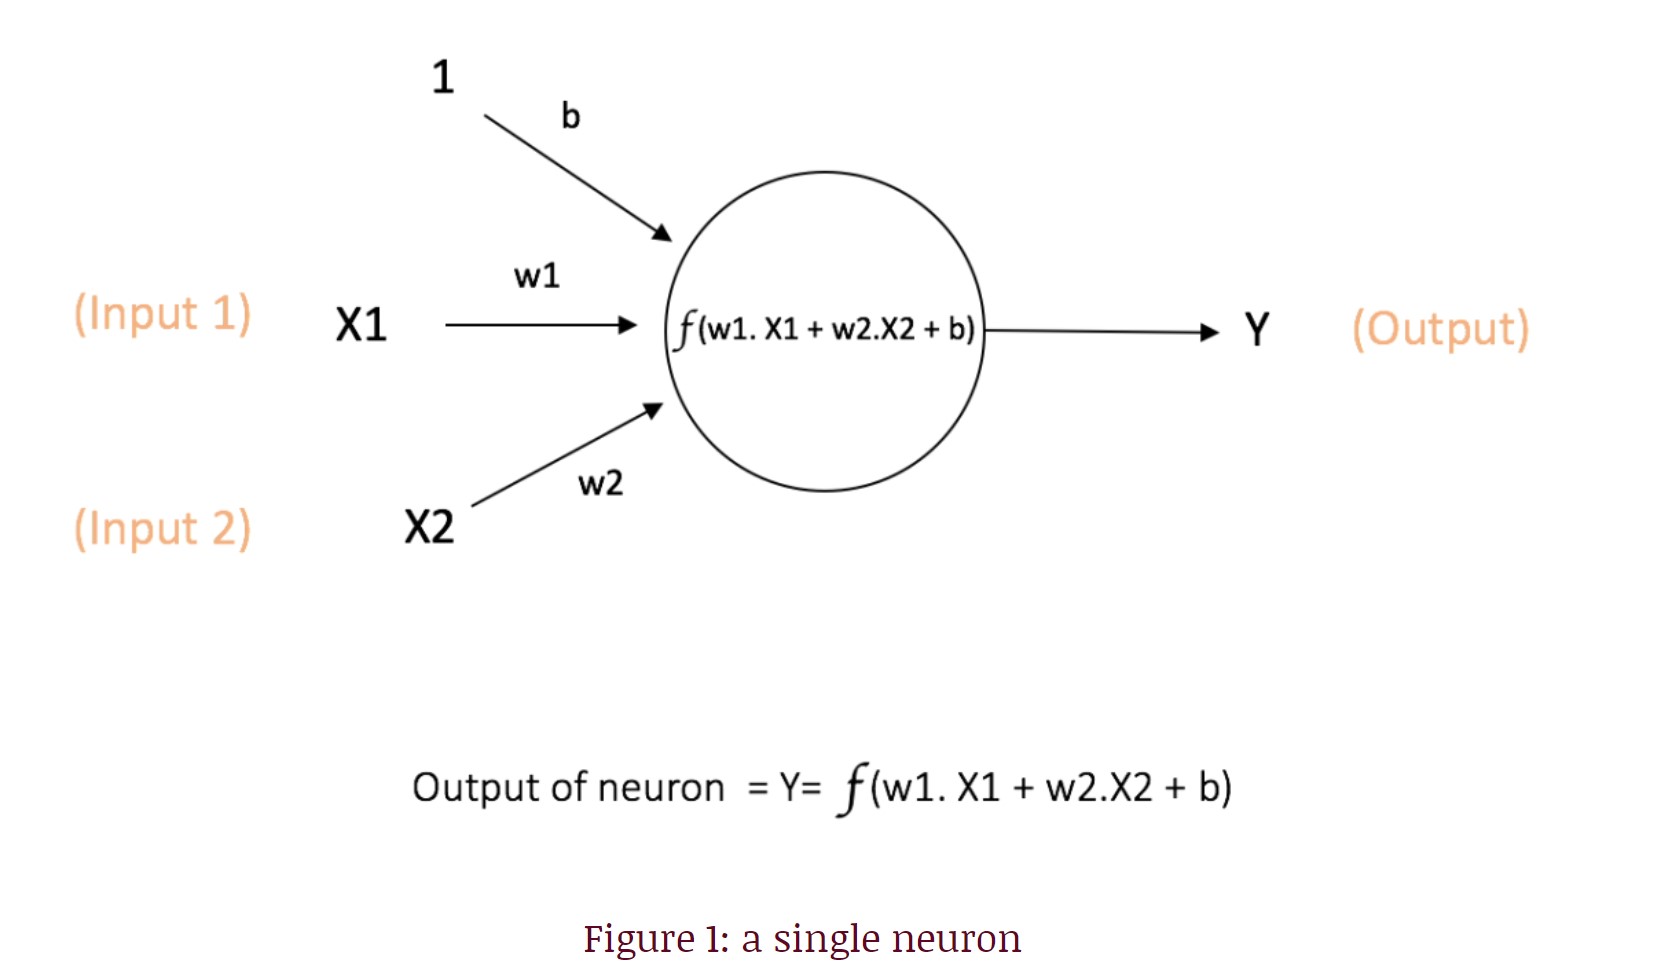 1
b
w1
(Input 1) X1 ƒ(w1. X1 + w2.X2 + b) Y (Output)
w2
(Input 2) X2
Output of neuron = Y= ƒ(w1. X1 + w2.X2 + b)
Figure 1: a single neuron